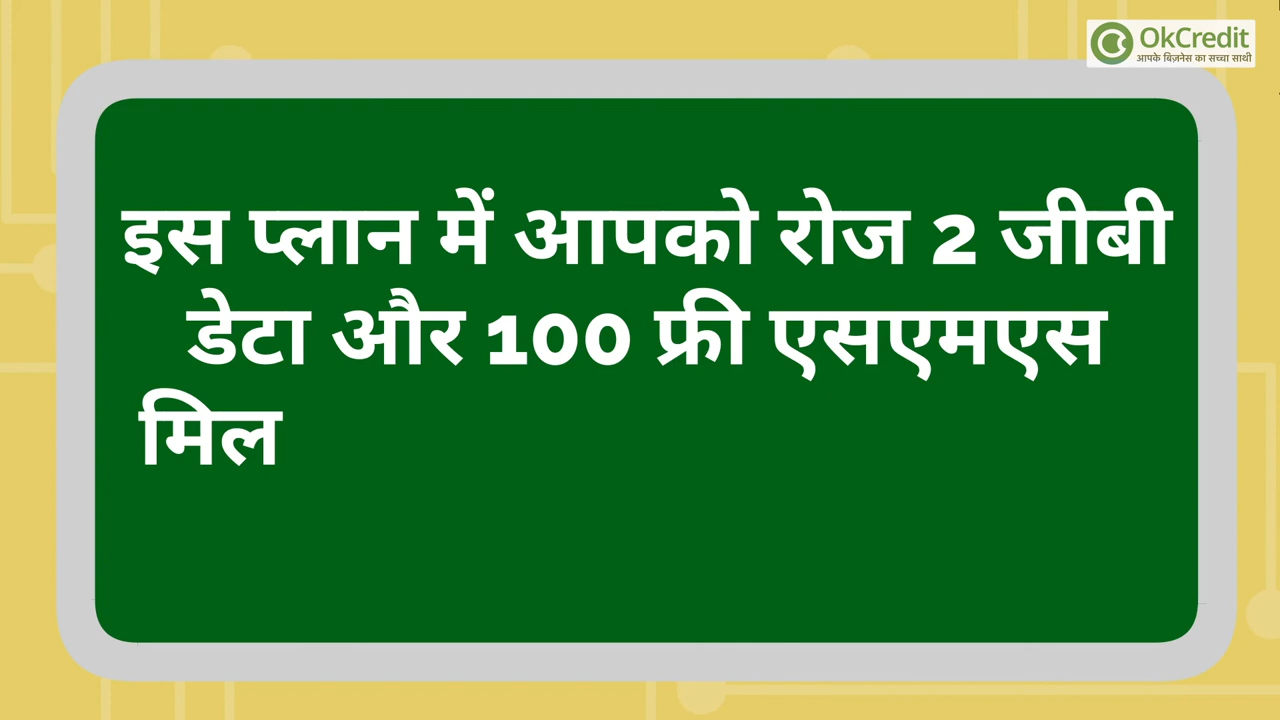 OkCredit
आपके बिज़नेस का सच्चा साथी
इस प्लान में आपको रोज 2 जीबी
डेटा और 100 फ्री एसएमएस
मिल